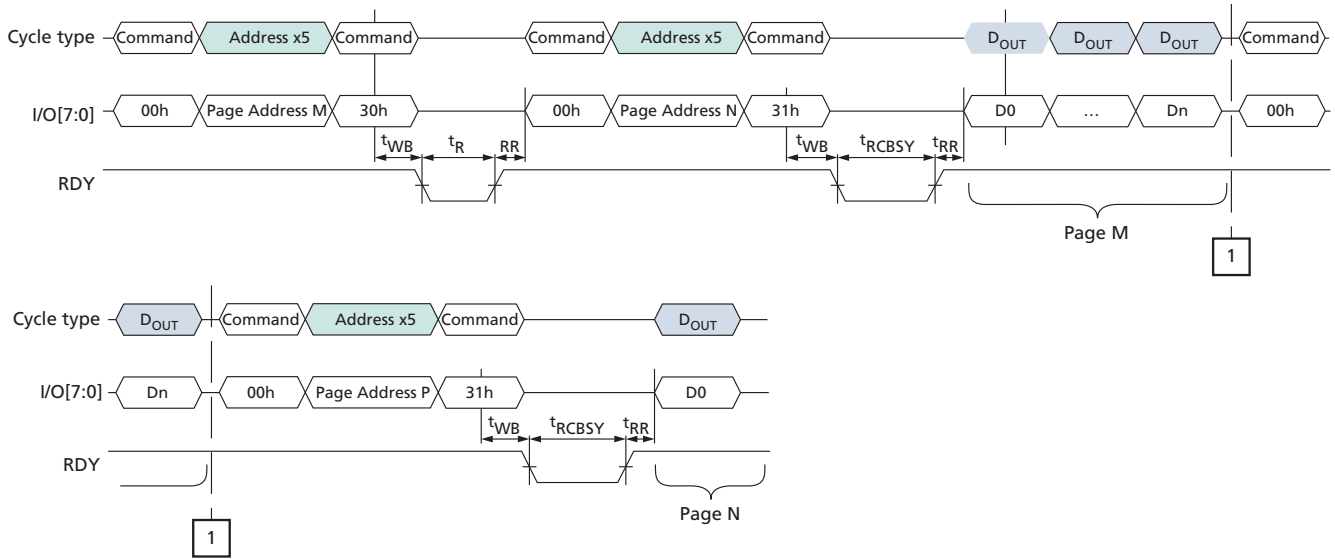 Cycle type Command Address x5 Command Command Address x5 Command DOUT DOUT DOUT Command
I/O[7:0] 00h Page Address M 30h 00h Page Address N 31h D0 ... Dn 00h
tWB tR RR tWB tRCBSY tRR
RDY
Page M
1
Cycle type DOUT Command Address x5 Command DOUT
I/O[7:0] Dn 00h Page Address P 31h D0
tWB tRCBSY tRR
RDY
Page N
1